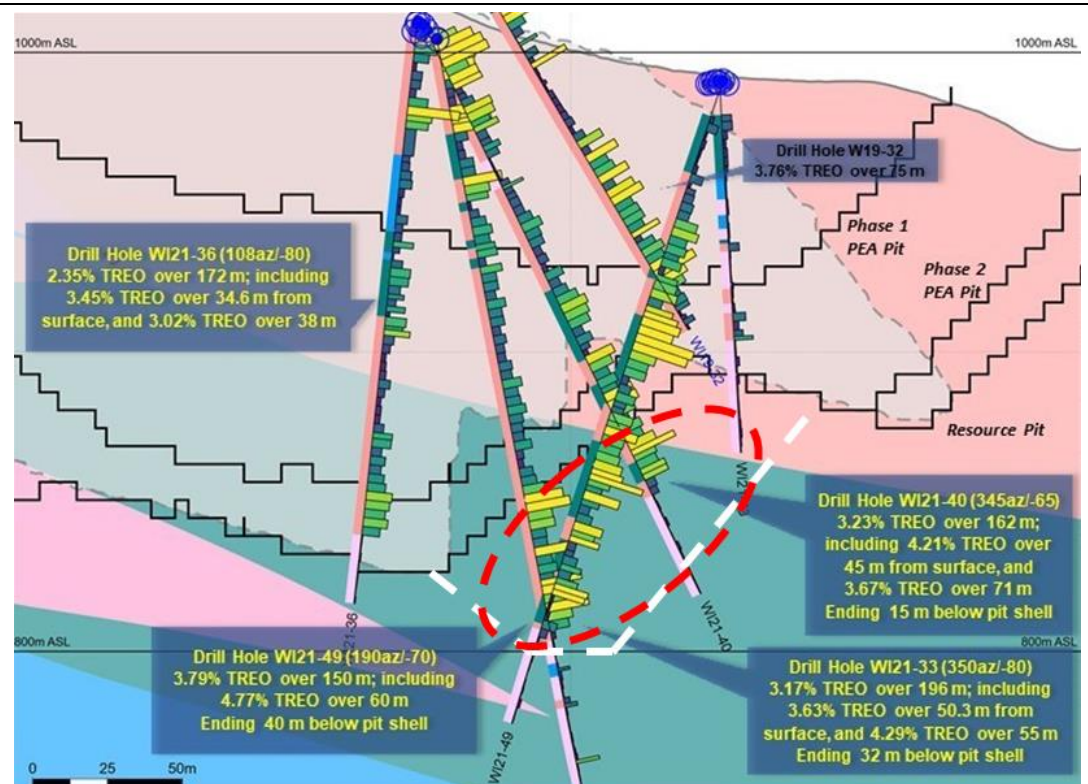 1000m ASL
1000m ASL
Drill Hole W19-32
3.76% TREO over 75 m
Phase 1
PEA Pit
Phase 2
PEA Pit
Drill Hole WI21-36 (108az/-80)
2.35% TREO over 172 m; including
3.45% TREO over 34.6 m from
surface, and 3.02% TREO over 38 m
WI19-32
Resource Pit
Drill Hole WI21-40 (345az/-65)
3.23% TREO over 162 m;
including 4.21% TREO over
45 m from surface, and
3.67% TREO over 71 m
Ending 15 m below pit shell
21-36
WI21-40
800m ASL
800m ASL
Drill Hole WI21-49 (190az/-70)
3.79% TREO over 150 m; including
4.77% TREO over 60 m
Ending 40 m below pit shell
Drill Hole WI21-33 (350az/-80)
3.17% TREO over 196 m; including
3.63% TREO over 50.3 m from
surface, and 4.29% TREO over 55 m
Ending 32 m below pit shell
WI21-49
0 25 50m